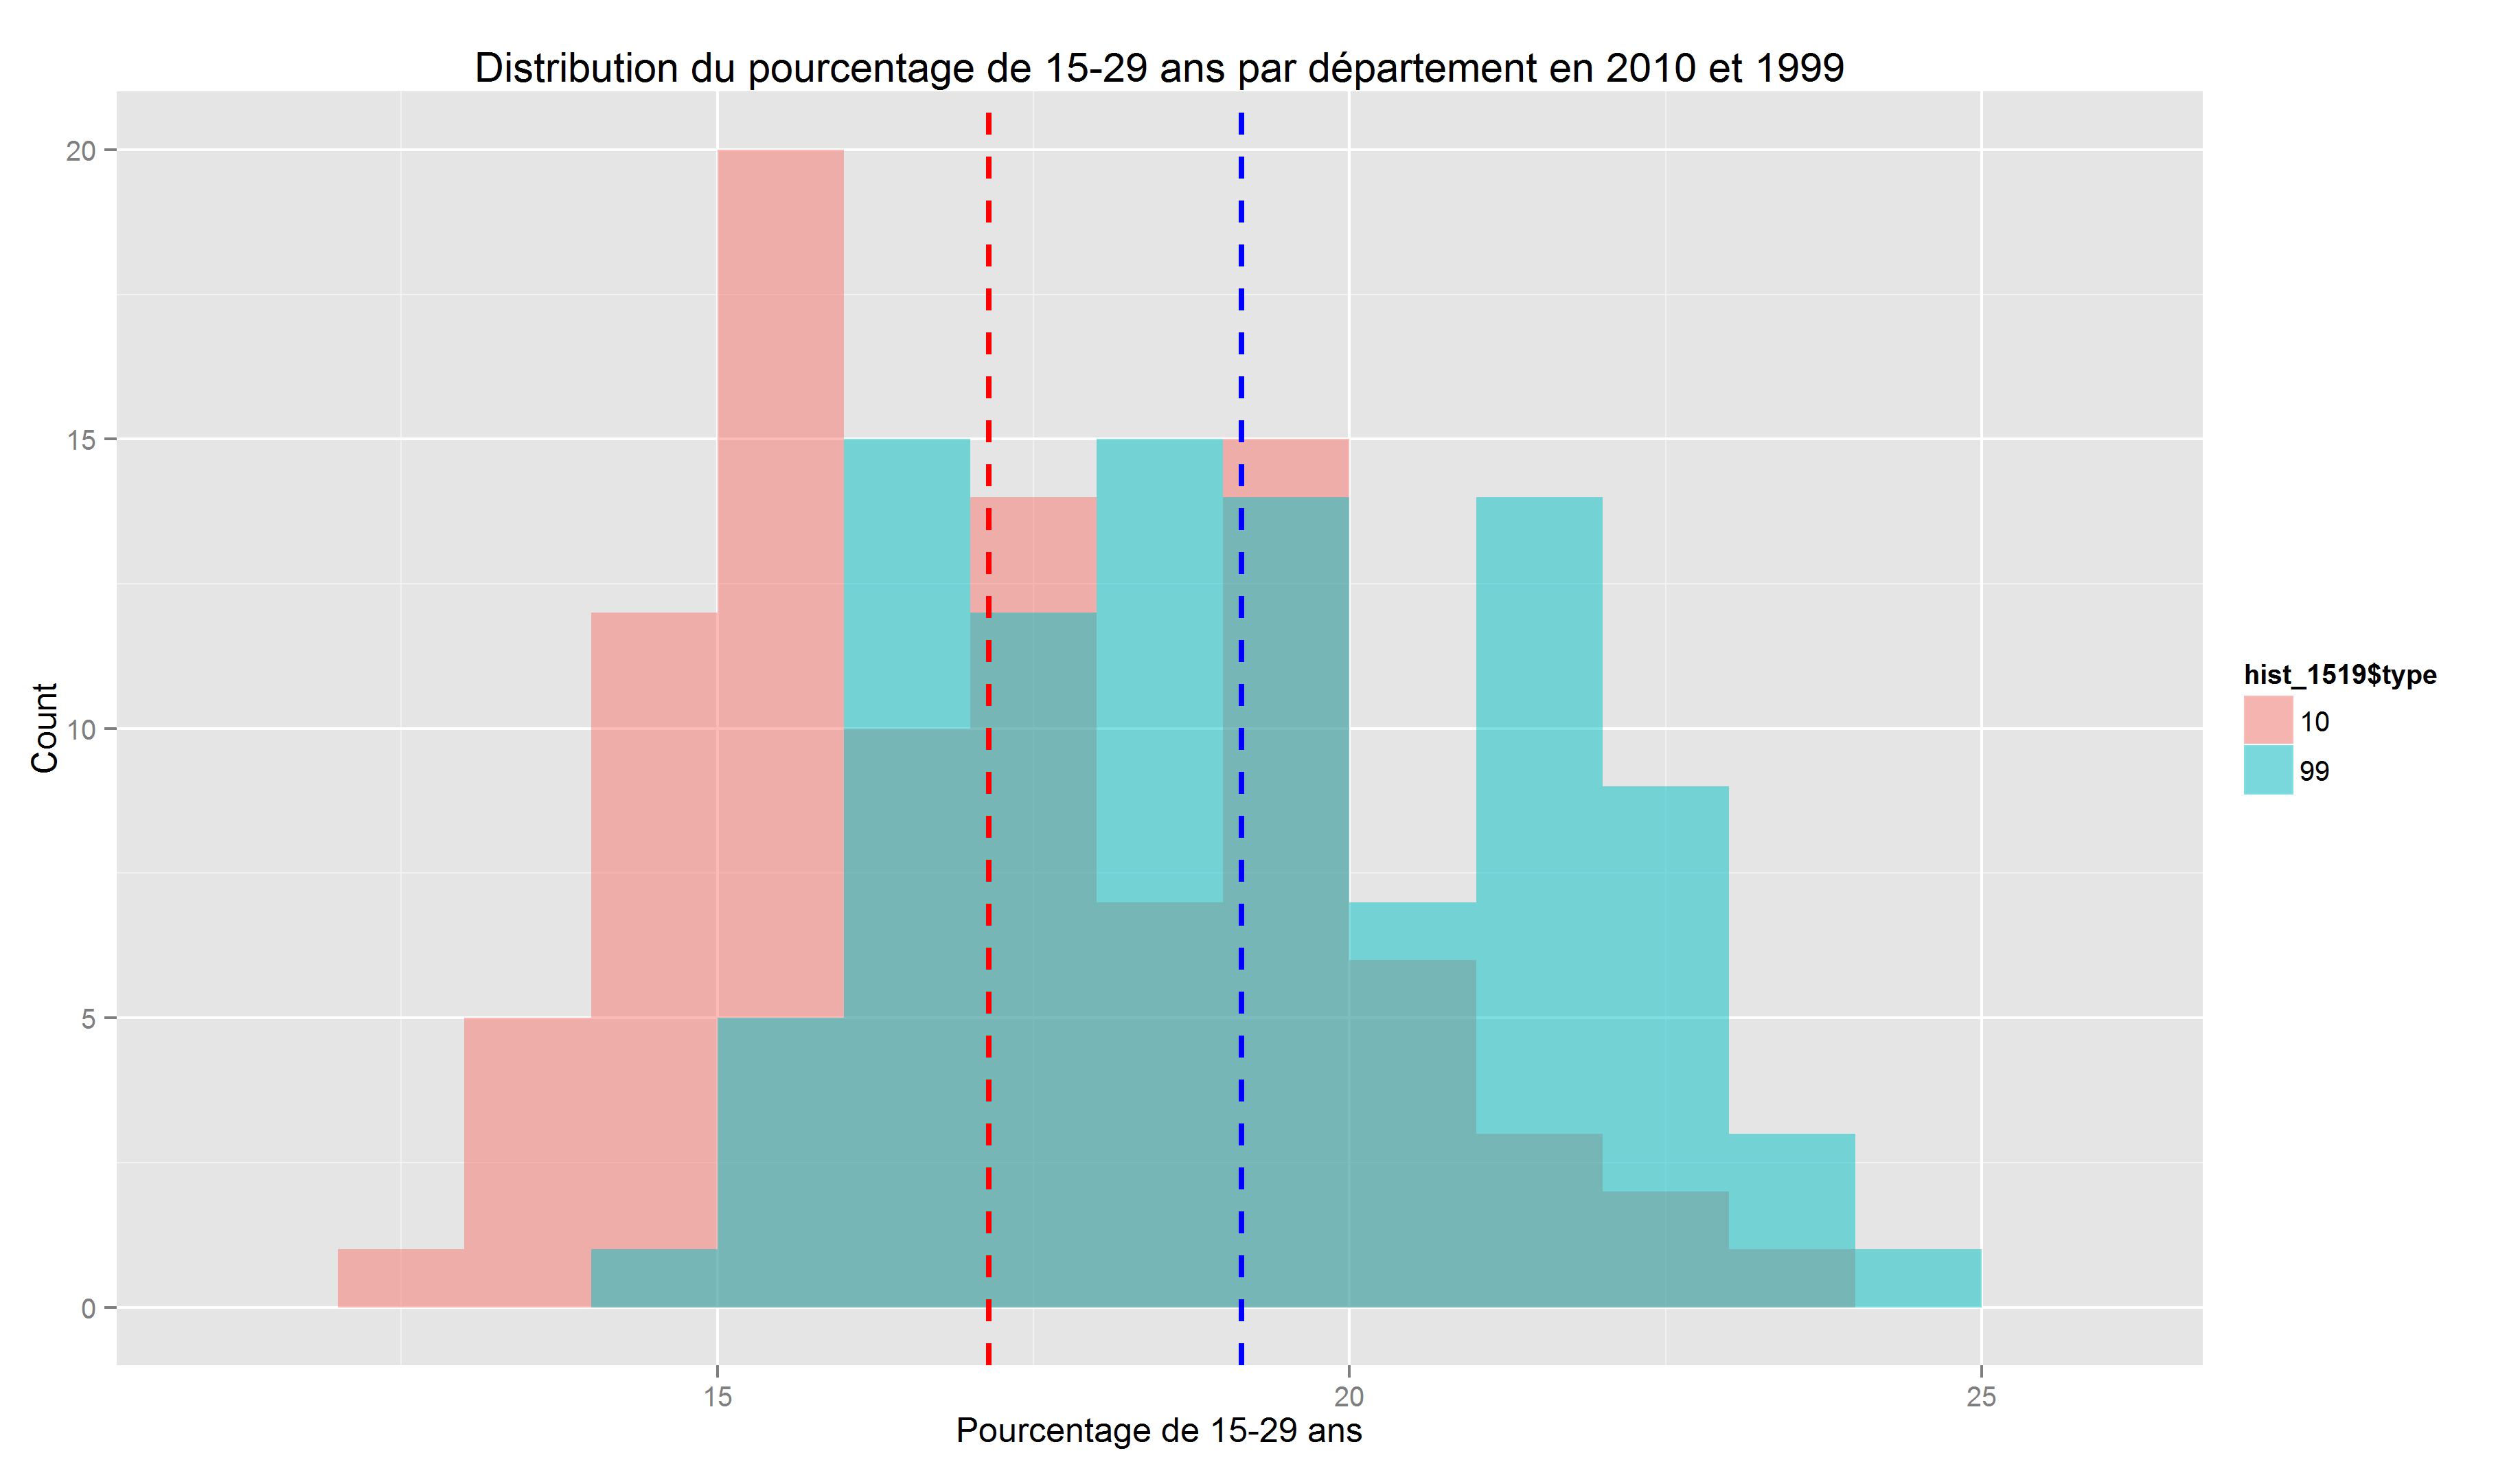 Distribution du pourcentage de 15-29 ans par département en 2010 et 1999
Count
20
15
10
5
0
15
20
25
Pourcentage de 15-29 ans
hist_1519$type
10
99